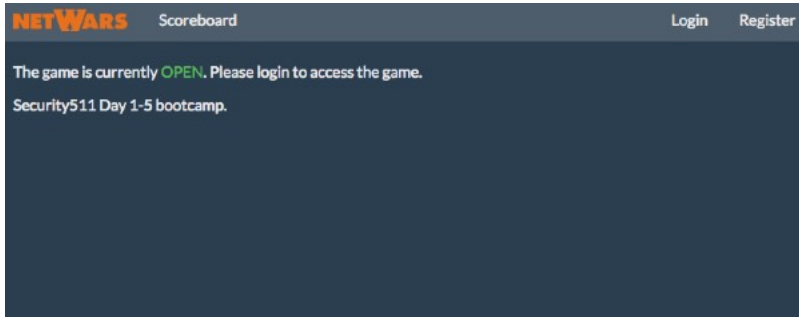 NETWARS Scoreboard Login Register
The game is currently OPEN. Please login to access the game.
Security511 Day 1-5 bootcamp.